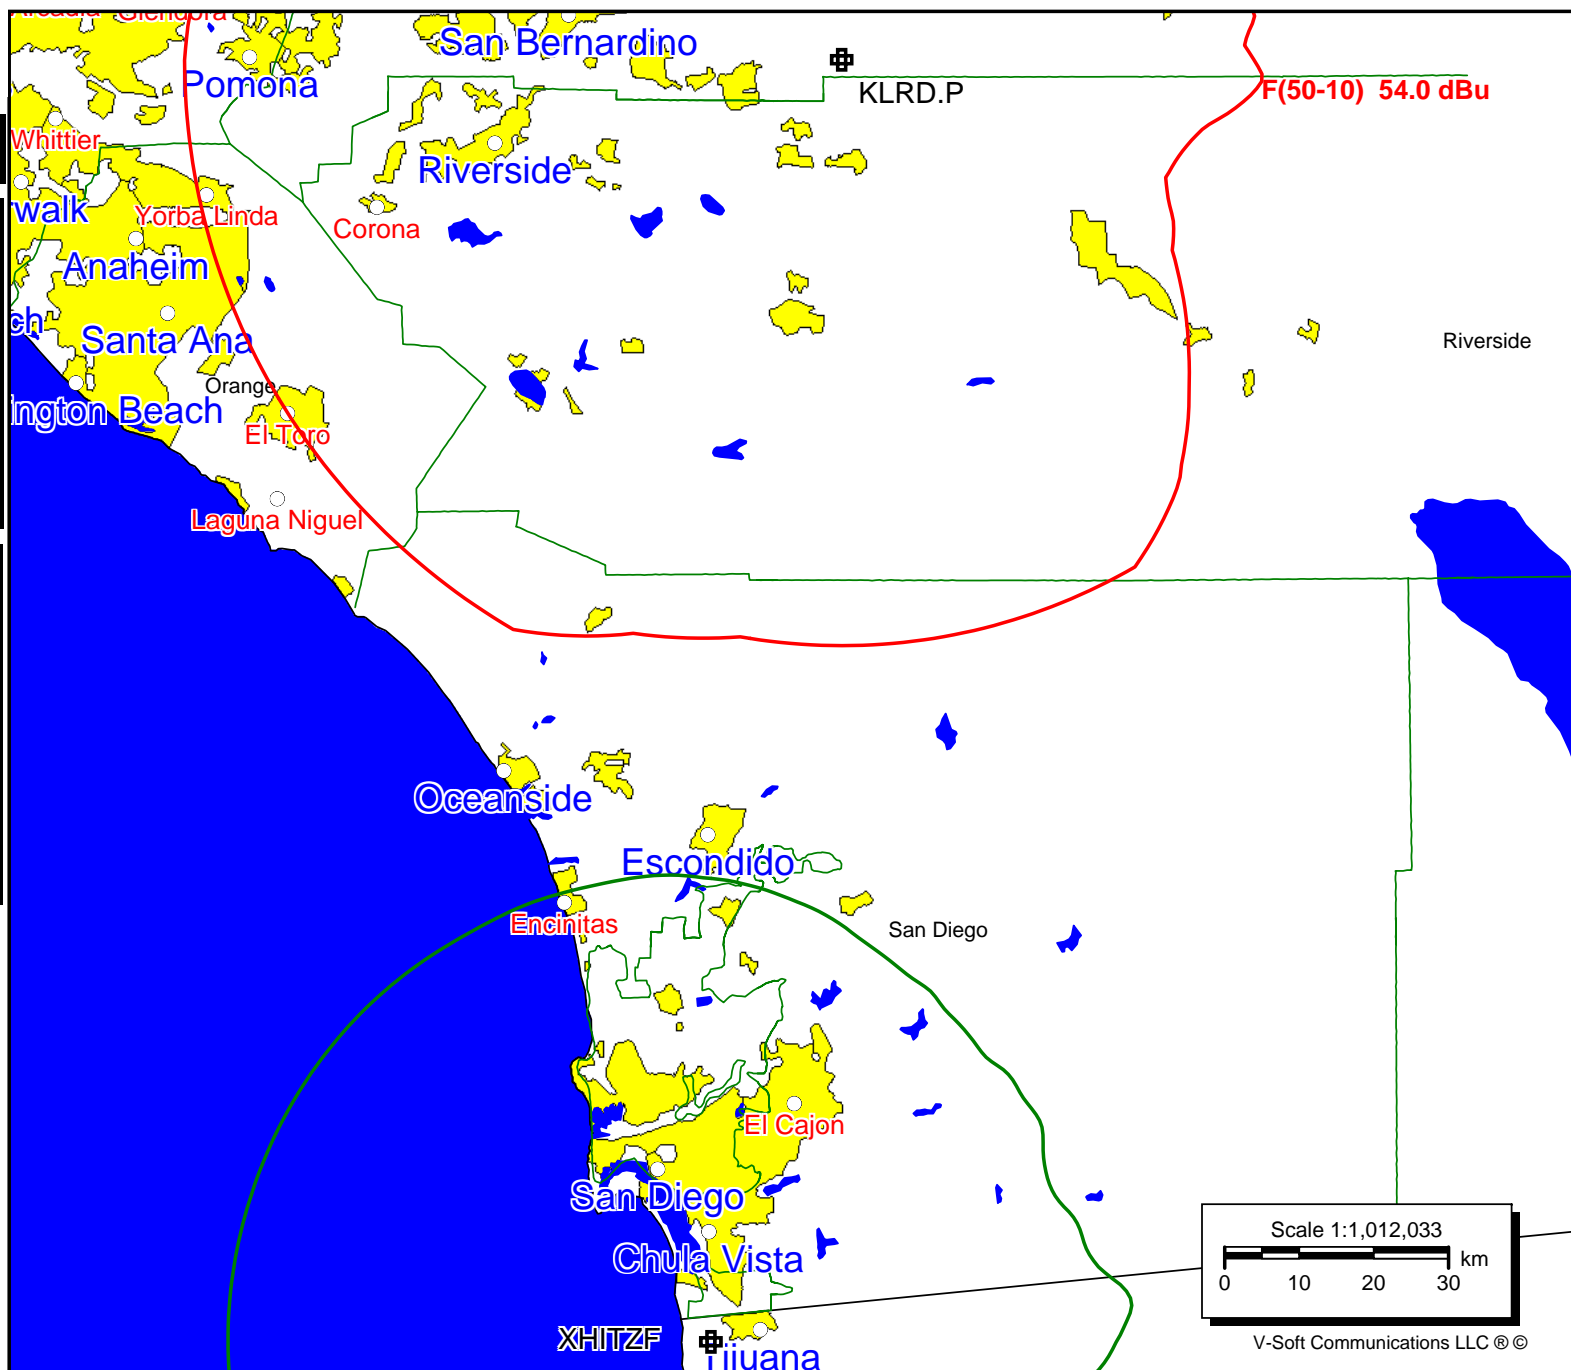 Glendora
San Bernardino
Pomona
KLRD.P
F(50-10) 54.0 dBu
Whittier
Riverside
walk
Yorba Linda
Corona
Anaheim
ch
Santa Ana
Riverside
Orange
ington Beach
El Toro
Laguna Niguel
Oceanside
Escondido
Encinitas
San Diego
El Cajon
San Diego
Chula Vista
Scale 1:1,012,033
km
0 10 20 30
XHITZF
Tijuana
V-Soft Communications LLC ® ©